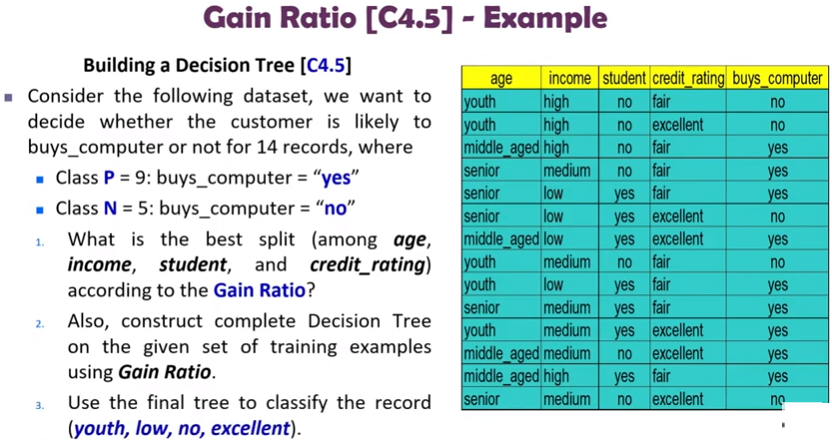 Gain Ratio [C4.5] - Example
Building a Decision Tree [C4.5]
Consider the following dataset, we want to
decide whether the customer is likely to
buys_computer or not for 14 records, where
Class P = 9: buys_computer = “yes”
Class N = 5: buys_computer = “no”
1. What is the best split (among age,
income, student, and credit_rating)
according to the Gain Ratio?
2. Also, construct complete Decision Tree
on the given set of training examples
using Gain Ratio.
3. Use the final tree to classify the record
(youth, low, no, excellent).
age income student credit_rating buys_computer
youth high no fair no
youth high no excellent no
middle_aged high no fair yes
senior medium no fair yes
senior low yes fair yes
senior low yes excellent no
middle_aged low yes excellent yes
youth medium no fair no
youth low yes fair yes
senior medium yes fair yes
youth medium yes excellent yes
middle_aged medium no excellent yes
middle_aged high yes fair yes
senior medium no excellent no